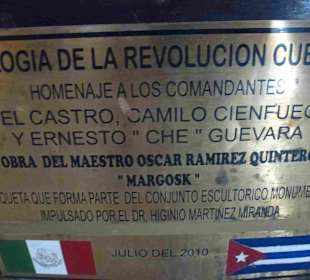 LOGIA DE LA REVOLUCION CUB
HOMENAJE A LOS COMANDANTES
EL CASTRO, CAMILO CIENFUEG
Y ERNESTO " CHE " GUEVARA
OBRA DEL MAESTRO OSCAR RAMIREZ QUINTERO
" MARGOSK "
QUETA QUE FORMA PARTE DEL CONJUNTO ESCULTORICO MONUME
IMPULSADO POR EL DR. HIGINIO MARTINEZ MIRANDA
JULIO DEL 2010